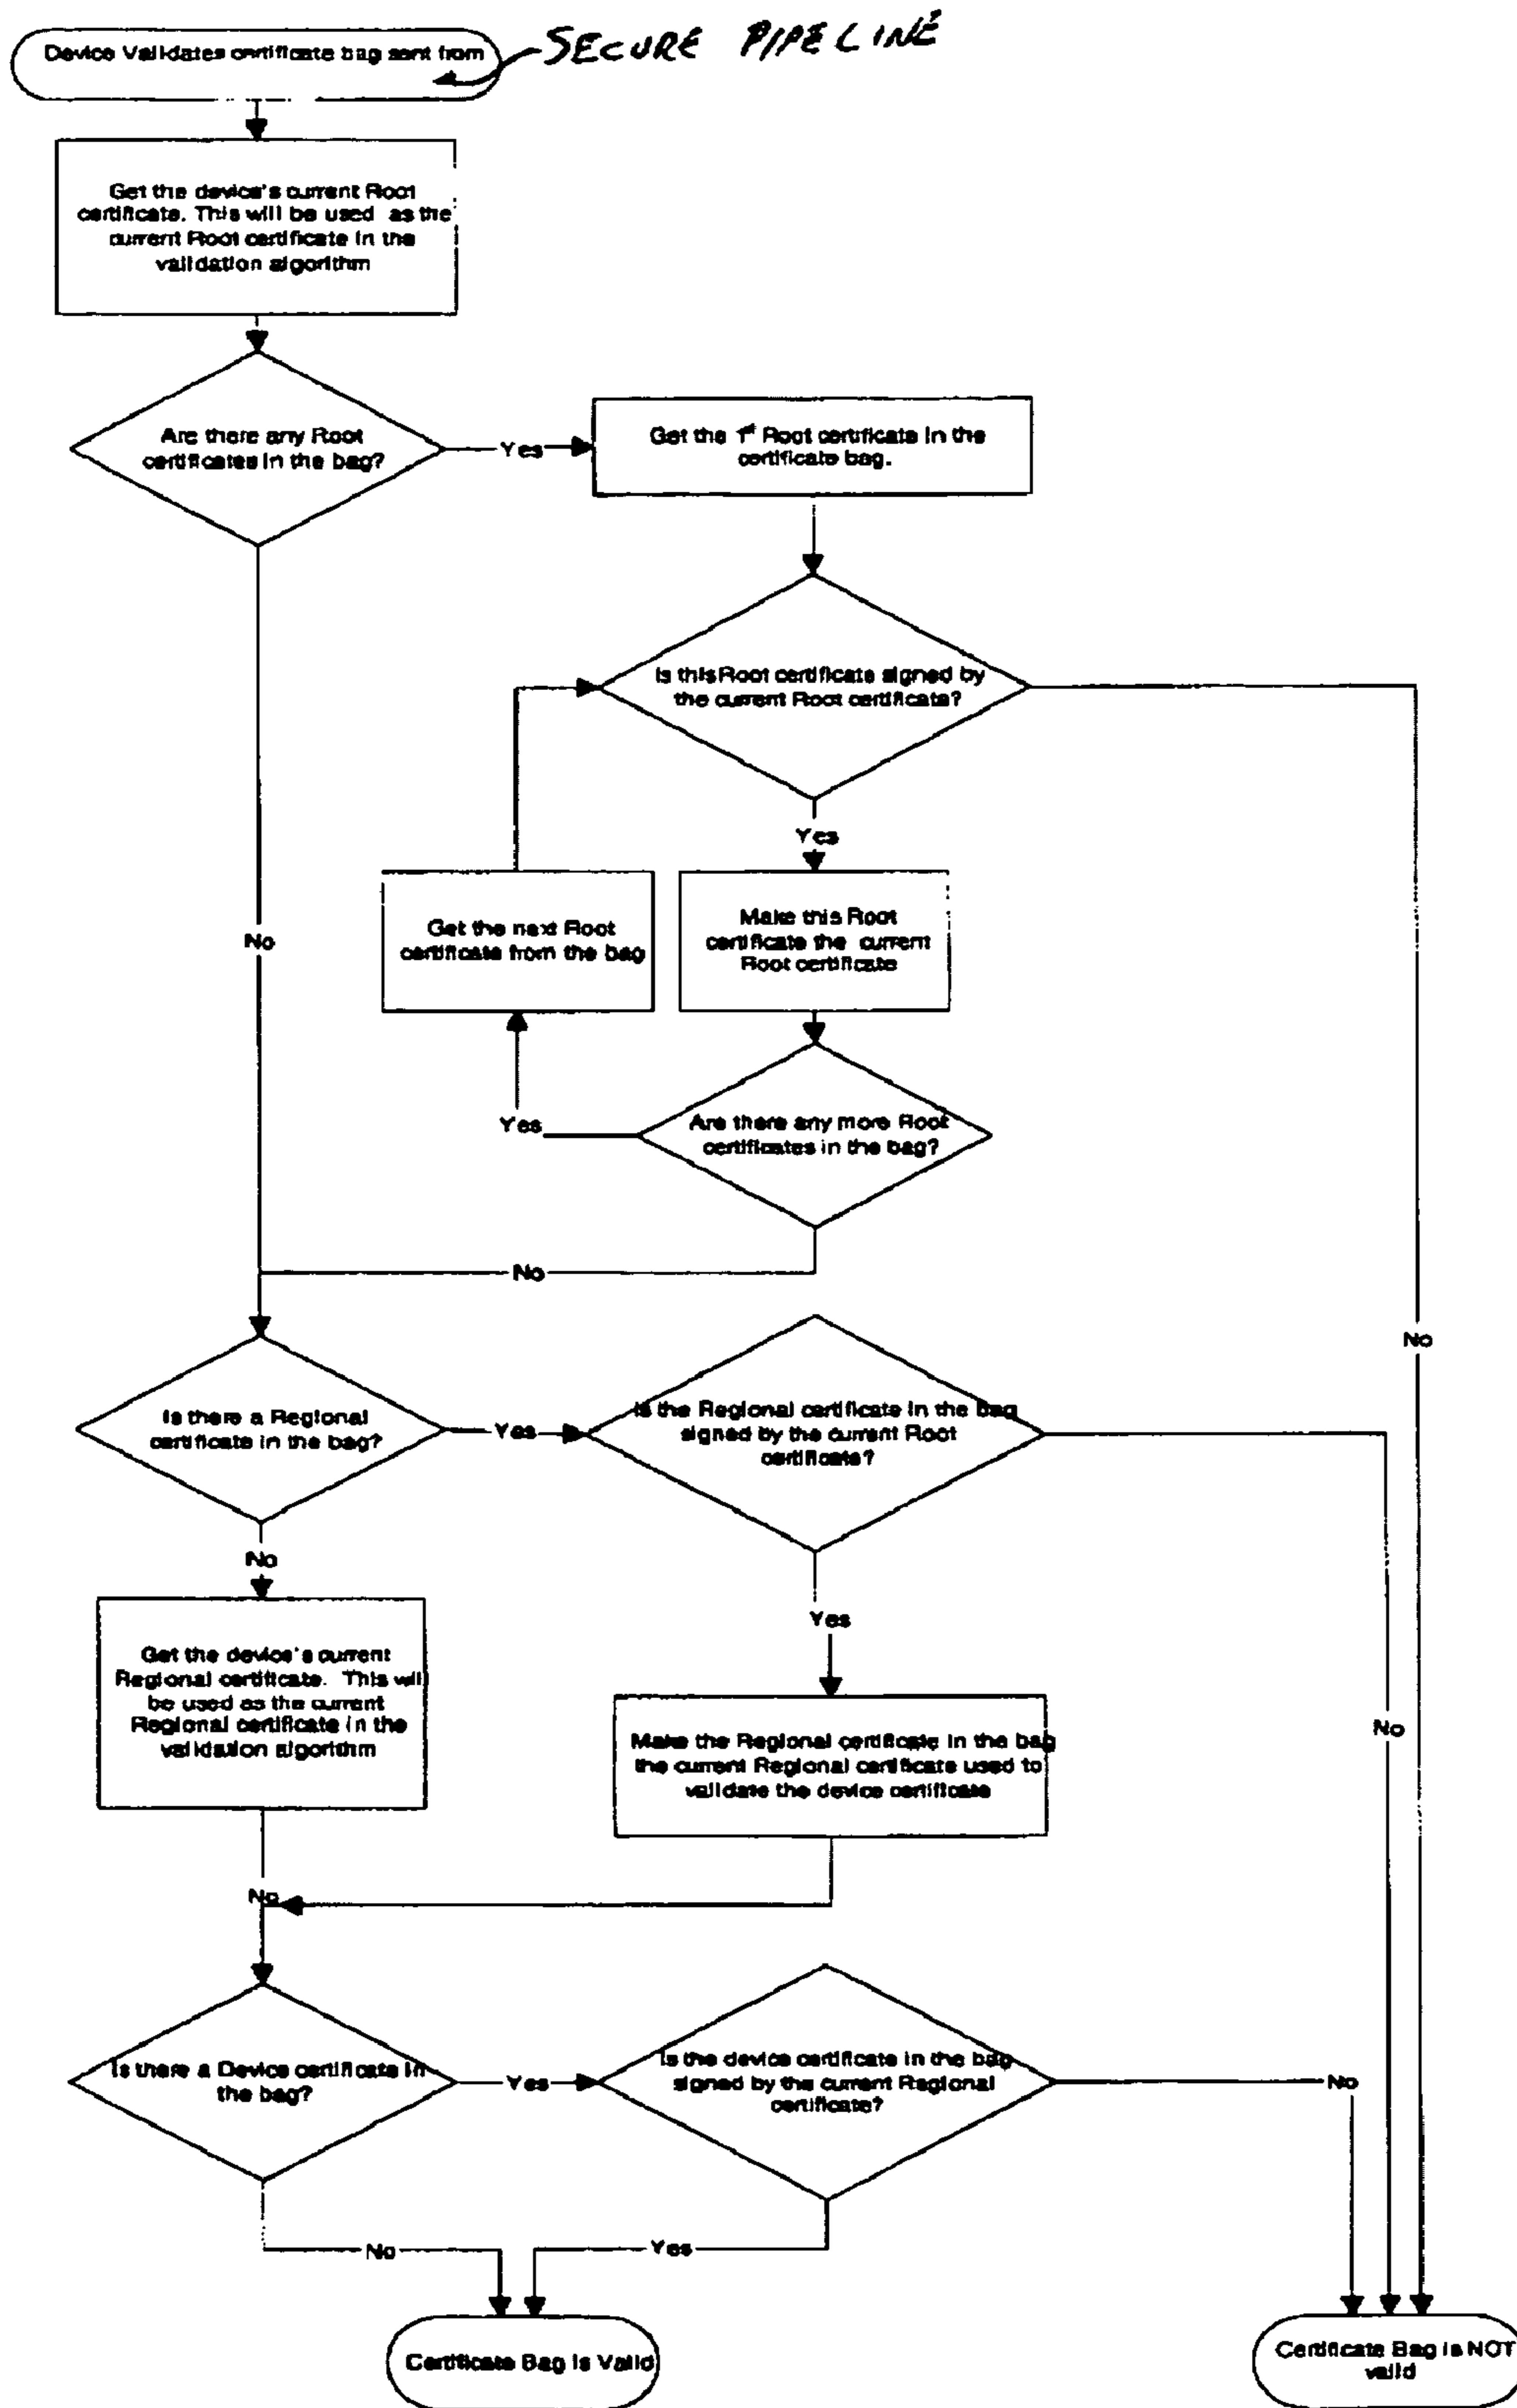 Device Validates certificate bag sent from
SECURE PIPELINE
Get the device's current Root
certificate. This will be used as the
current Root certificate in the
validation algorithm
Are there any Root
certificates in the bag?
Yes
Get the 1st Root certificate in the
certificate bag.
Is this Root certificate signed by
the current Root certificate?
Yes
Get the next Root
certificate from the bag
Make this Root
certificate the current
Root certificate
No
Yes
Are there any more Root
certificates in the bag?
No
No
Is there a Regional
certificate in the bag?
Yes
Is the Regional certificate in the bag
signed by the current Root
certificate?
No
Yes
Get the device's current
Regional certificate. This will
be used as the current
Regional certificate in the
validation algorithm
No
Make the Regional certificate in the bag
the current Regional certificate used to
validate the device certificate
No
Is there a Device certificate in
the bag?
Yes
Is the device certificate in the bag
signed by the current Regional
certificate?
No
No
Yes
Certificate Bag is Valid
Certificate Bag is NOT
valid